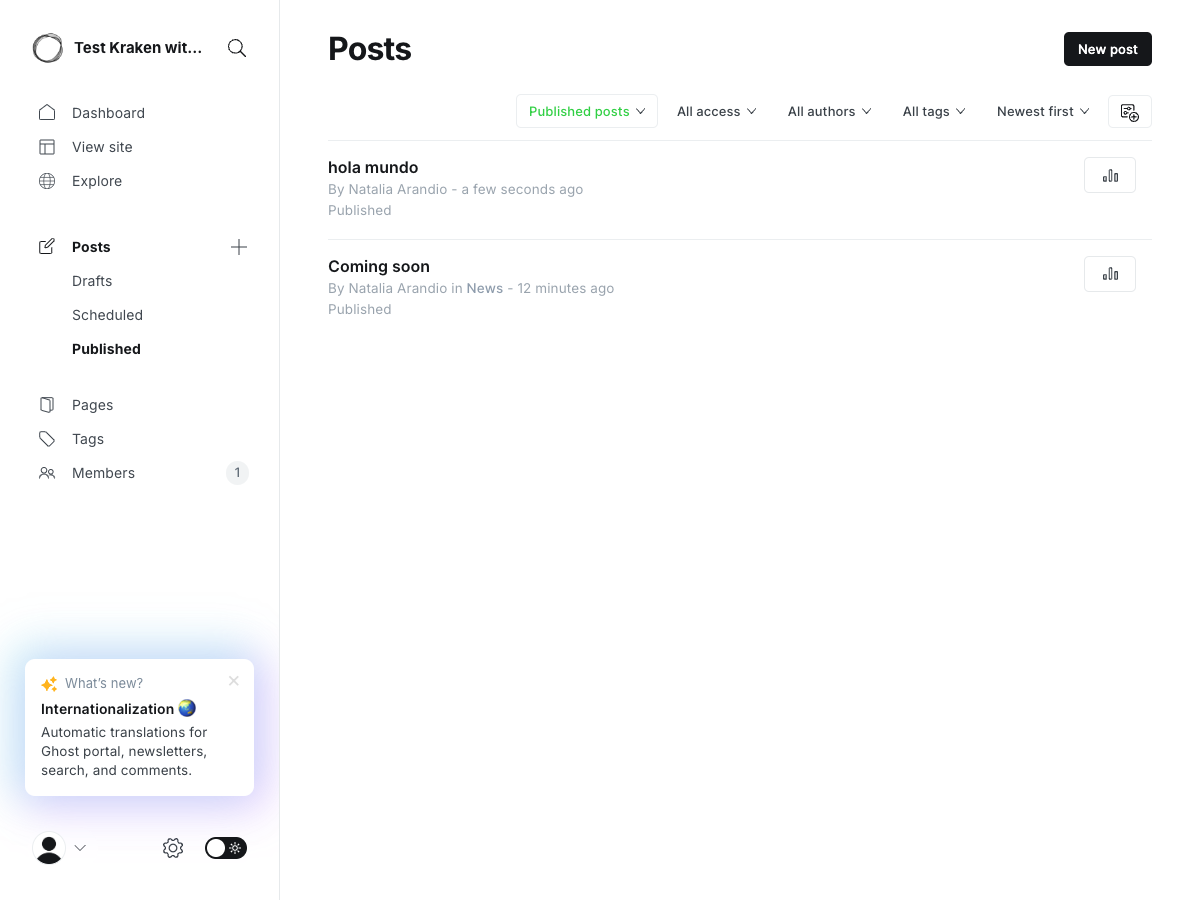 Test Kraken wit...
Dashboard
View site
Explore
Posts
Drafts
Scheduled
Published
Pages
Tags
Members 1
What's new?
Internationalization
Automatic translations for
Ghost portal, newsletters,
search, and comments.
Posts
New post
Published posts All access All authors All tags Newest first
hola mundo
By Natalia Arandio - a few seconds ago
Published
Coming soon
By Natalia Arandio in News - 12 minutes ago
Published